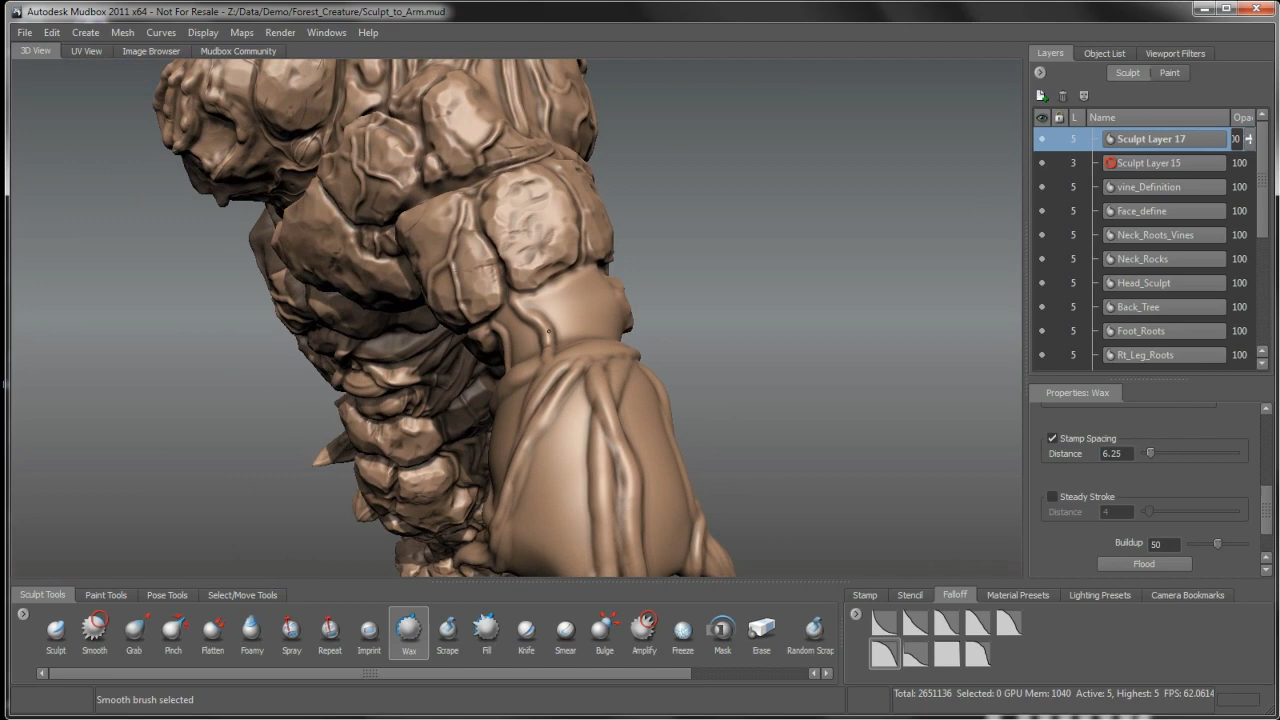 Autodesk Mudbox 2011 x64 - Not For Resale - Z:/Data/Demo/Forest_Creature/Sculpt_to_Arm.mud
File Edit Create Mesh Curves Display Maps Render Windows Help
3D View UV View Image Browser Mudbox Community
Layers Object List Viewport Filters
Sculpt Paint
L Name Opac
5 Sculpt Layer 17 00
3 Sculpt Layer 15 100
5 vine_Definition 100
5 Face_define 100
5 Neck_Roots_Vines 100
5 Neck_Rocks 100
5 Head_Sculpt 100
5 Back_Tree 100
5 Foot_Roots 100
5 Rt_Leg_Roots 100
Properties: Wax
Stamp Spacing
Distance 6.25
Steady Stroke
Distance 4
Buildup 50
Flood
Sculpt Tools Paint Tools Pose Tools Select/Move Tools
Sculpt Smooth Grab Pinch Flatten Foamy Spray Repeat Imprint Wax Scrape Fill Knife Smear Bulge Amplify Freeze Mask Erase Random Scrap
Stamp Stencil Falloff Material Presets Lighting Presets Camera Bookmarks
Smooth brush selected
Total: 2651136 Selected: 0 GPU Mem: 1040 Active: 5, Highest: 5 FPS: 62.0614